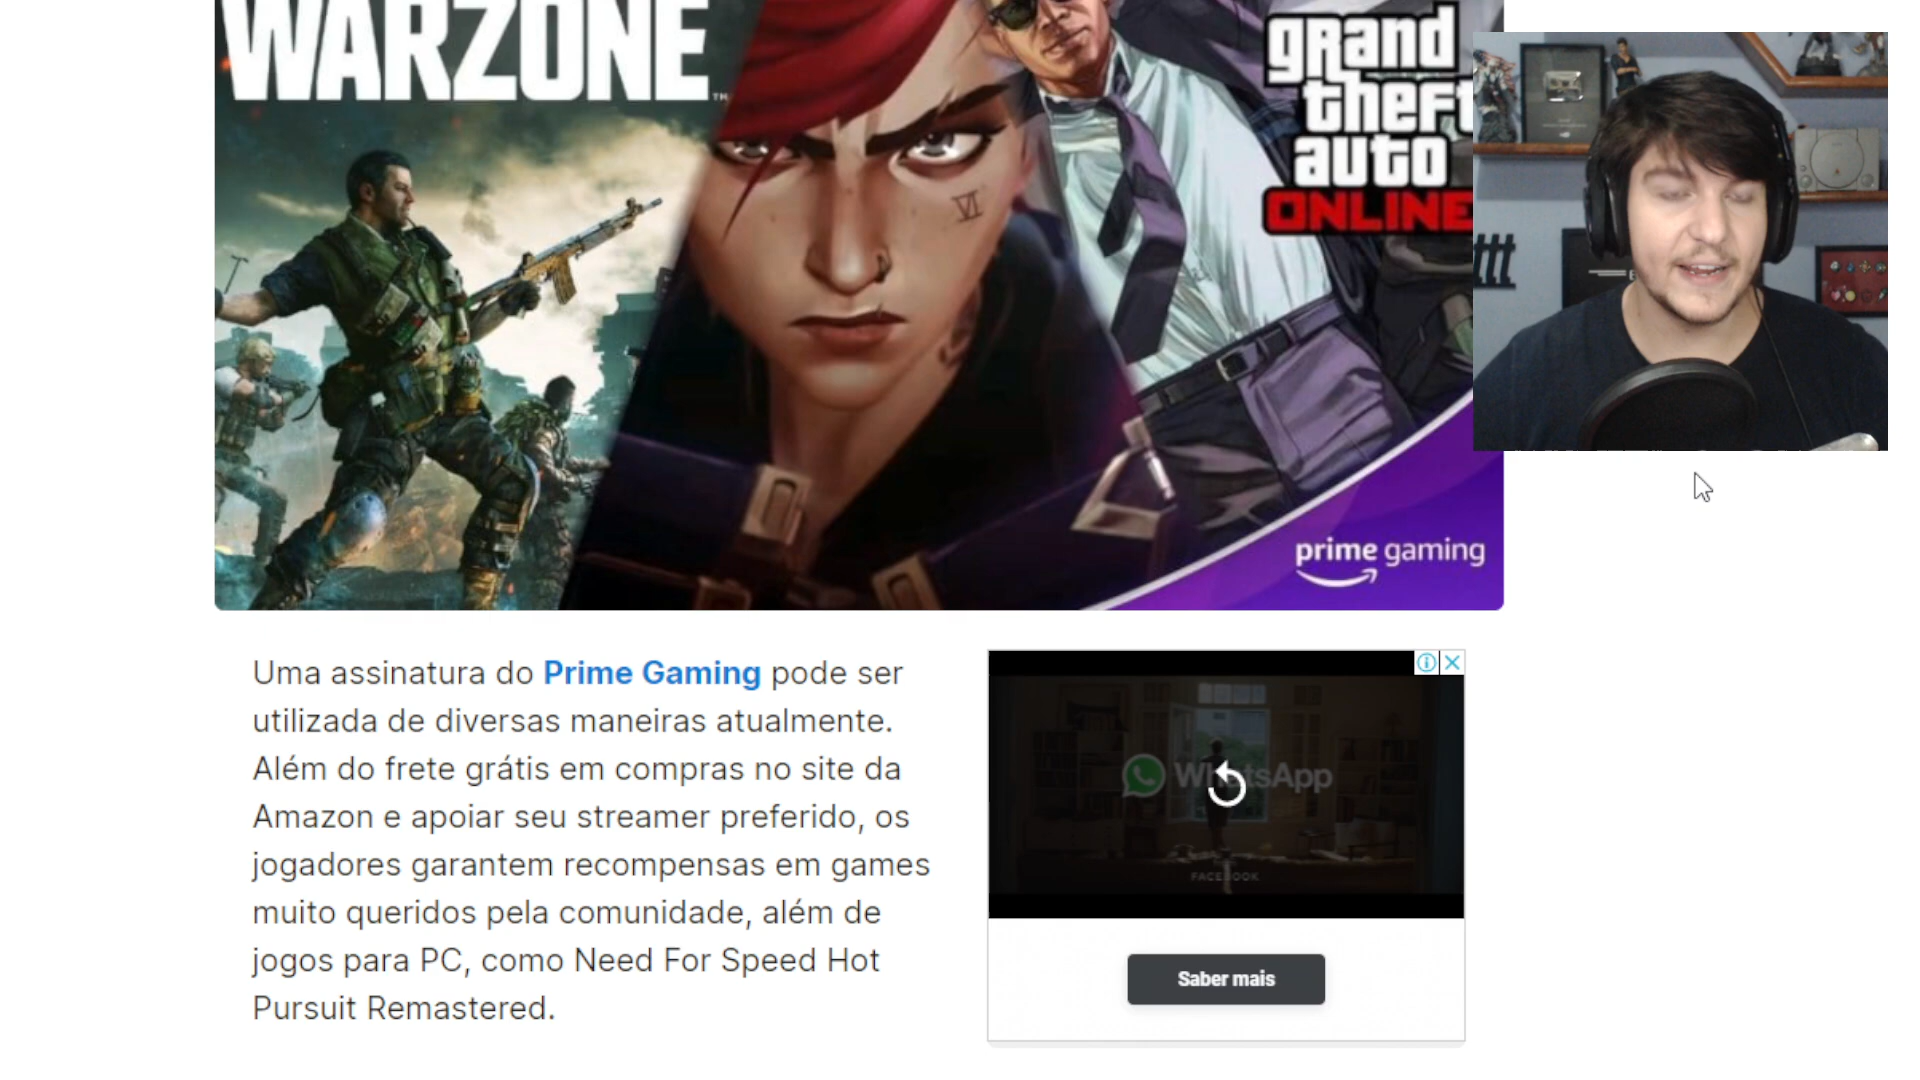 WARZONE
TM
grand
theft
auto
ONLINE
VI
prime gaming
Uma assinatura do Prime Gaming pode ser
utilizada de diversas maneiras atualmente.
Além do frete grátis em compras no site da
Amazon e apoiar seu streamer preferido, os
jogadores garantem recompensas em games
muito queridos pela comunidade, além de
jogos para PC, como Need For Speed Hot
Pursuit Remastered.
WhatsApp
FACEBOOK
Saber mais